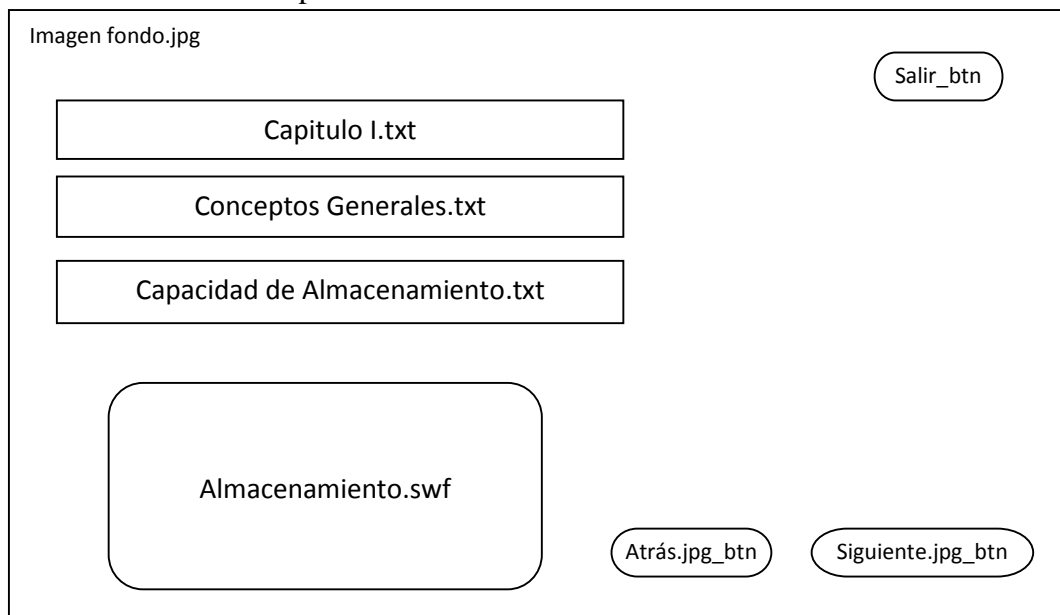 Imagen fondo.jpg
Salir_btn
Capitulo I.txt
Conceptos Generales.txt
Capacidad de Almacenamiento.txt
Almacenamiento.swf
Atrás.jpg_btn
Siguiente.jpg_btn